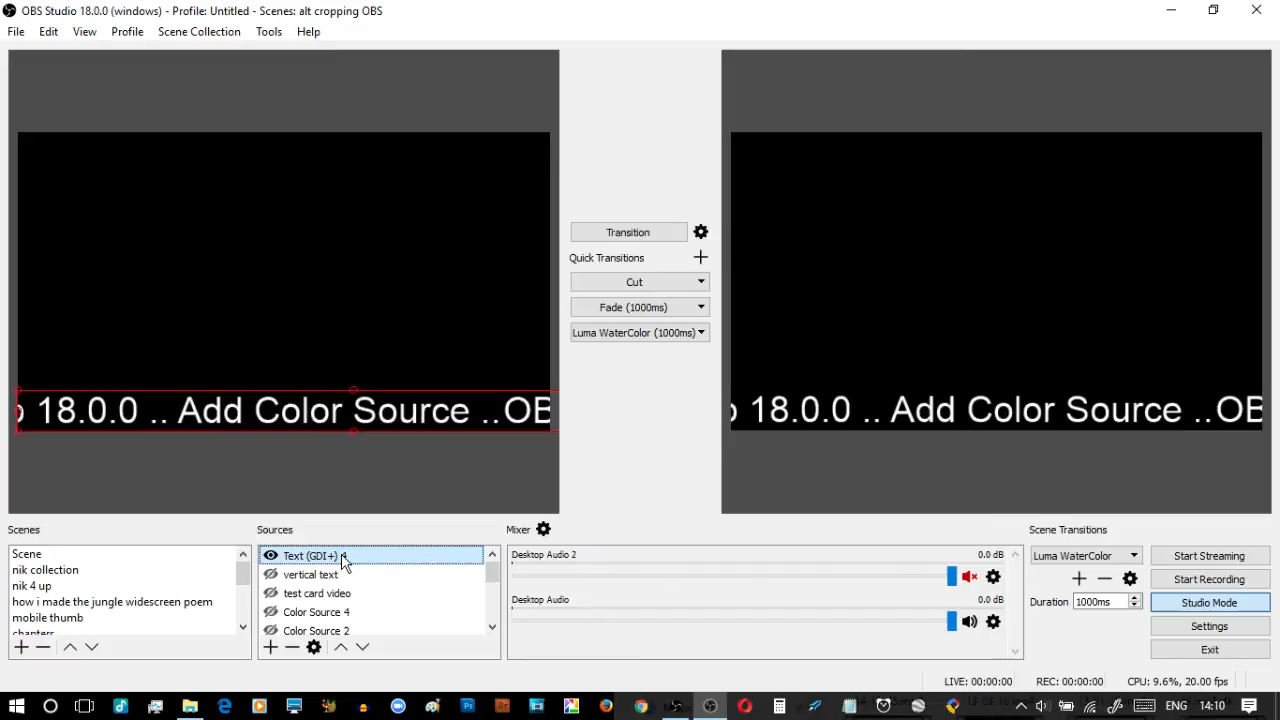 OBS Studio 18.0.0 (windows) - Profile: Untitled - Scenes: alt cropping OBS
File Edit View Profile Scene Collection Tools Help
Transition
Quick Transitions
Cut
Fade (1000ms)
Luma WaterColor (1000ms)
18.0.0 .. Add Color Source ..OB
18.0.0 .. Add Color Source ..OB
Scenes
Scene
nik collection
nik 4 up
how i made the jungle widescreen poem
mobile thumb
chapters
Sources
Text (GDI+)
vertical text
test card video
Color Source 4
Color Source 2
Mixer
Desktop Audio 2 0.0 dB
Desktop Audio 0.0 dB
Scene Transitions
Luma WaterColor
Duration 1000ms
Start Streaming
Start Recording
Studio Mode
Settings
Exit
LIVE: 00:00:00 REC: 00:00:00 CPU: 9.6%, 20.00 fps
ENG 14:10